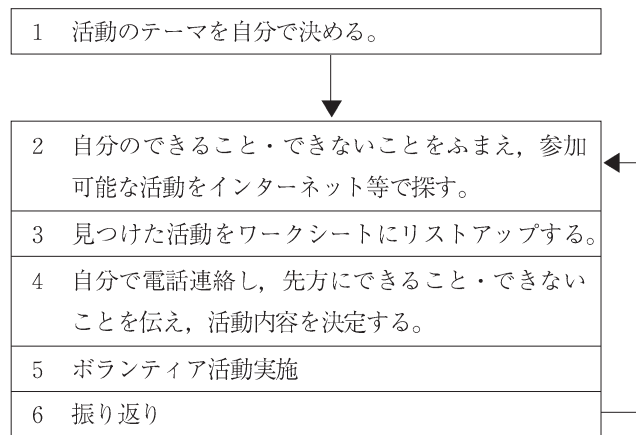 1 活動のテーマを自分で決める。
2 自分のできること・できないことをふまえ，参加
可能な活動をインターネット等で探す。
3 見つけた活動をワークシートにリストアップする。
4 自分で電話連絡し，先方にできること・できない
ことを伝え，活動内容を決定する。
5 ボランティア活動実施
6 振り返り